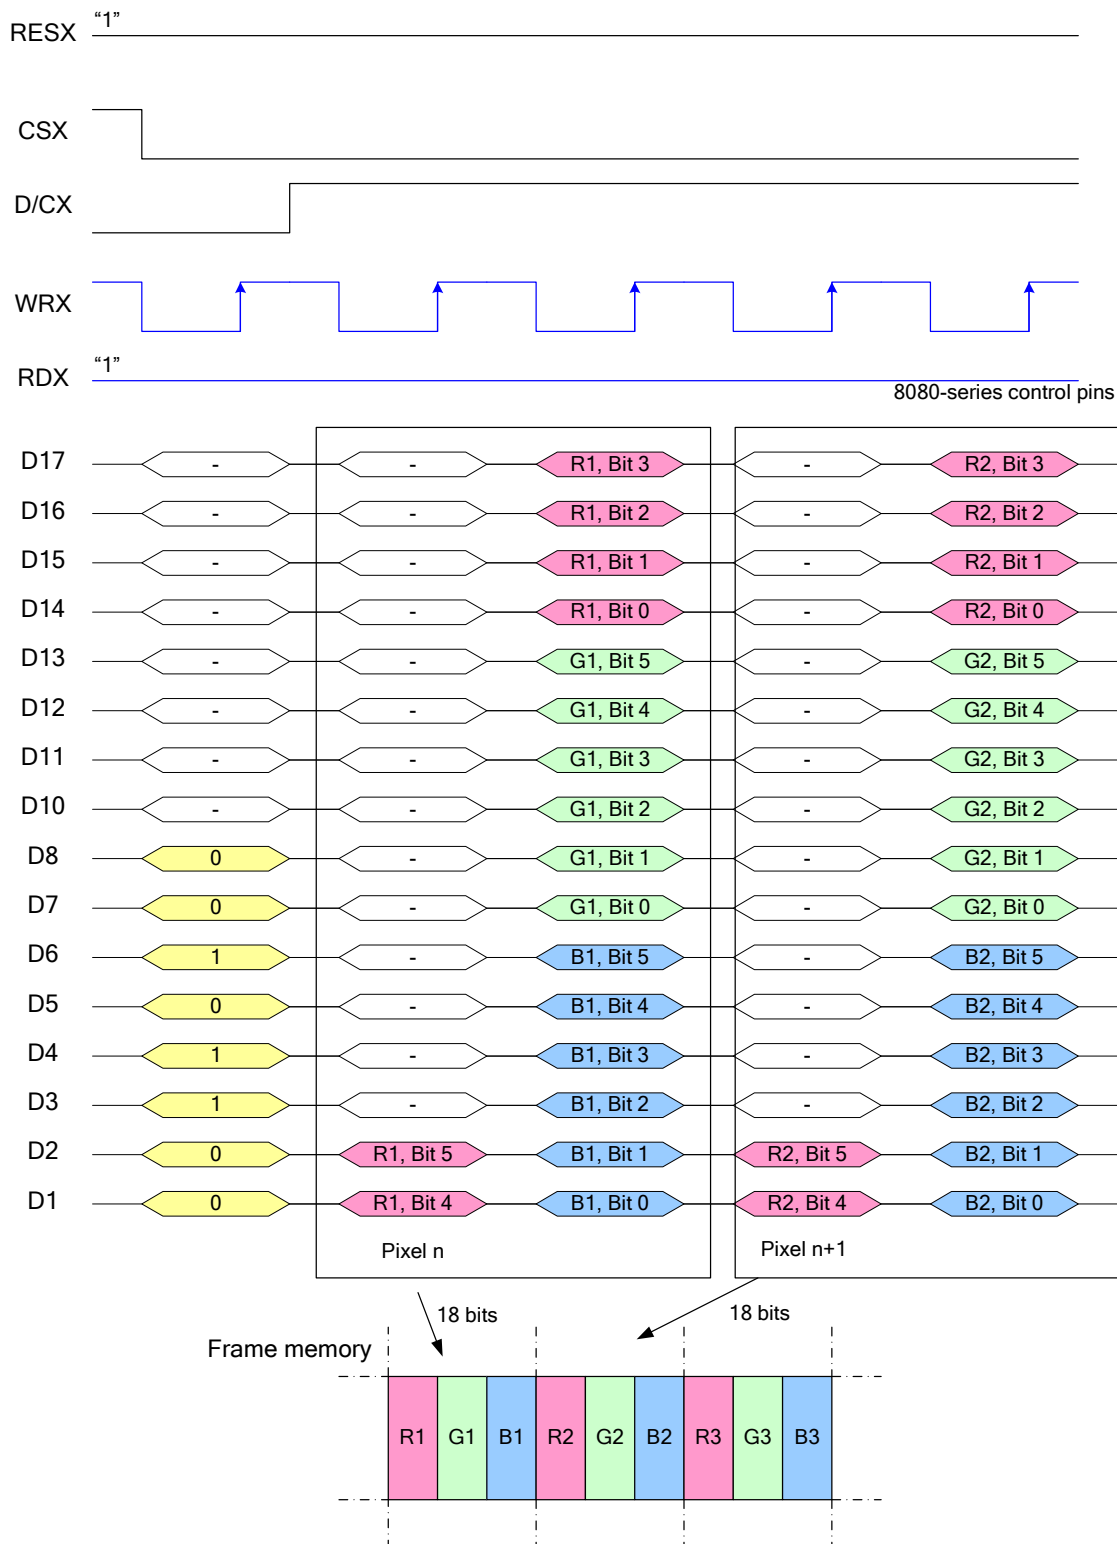 RESX “1”
CSX
D/CX
WRX
RDX “1”
8080-series control pins
D17 - - R1, Bit 3 - R2, Bit 3
D16 - - R1, Bit 2 - R2, Bit 2
D15 - - R1, Bit 1 - R2, Bit 1
D14 - - R1, Bit 0 - R2, Bit 0
D13 - - G1, Bit 5 - G2, Bit 5
D12 - - G1, Bit 4 - G2, Bit 4
D11 - - G1, Bit 3 - G2, Bit 3
D10 - - G1, Bit 2 - G2, Bit 2
D8 0 - G1, Bit 1 - G2, Bit 1
D7 0 - G1, Bit 0 - G2, Bit 0
D6 1 - B1, Bit 5 - B2, Bit 5
D5 0 - B1, Bit 4 - B2, Bit 4
D4 1 - B1, Bit 3 - B2, Bit 3
D3 1 - B1, Bit 2 - B2, Bit 2
D2 0 R1, Bit 5 B1, Bit 1 R2, Bit 5 B2, Bit 1
D1 0 R1, Bit 4 B1, Bit 0 R2, Bit 4 B2, Bit 0
Pixel n Pixel n+1
18 bits 18 bits
Frame memory
R1 G1 B1 R2 G2 B2 R3 G3 B3